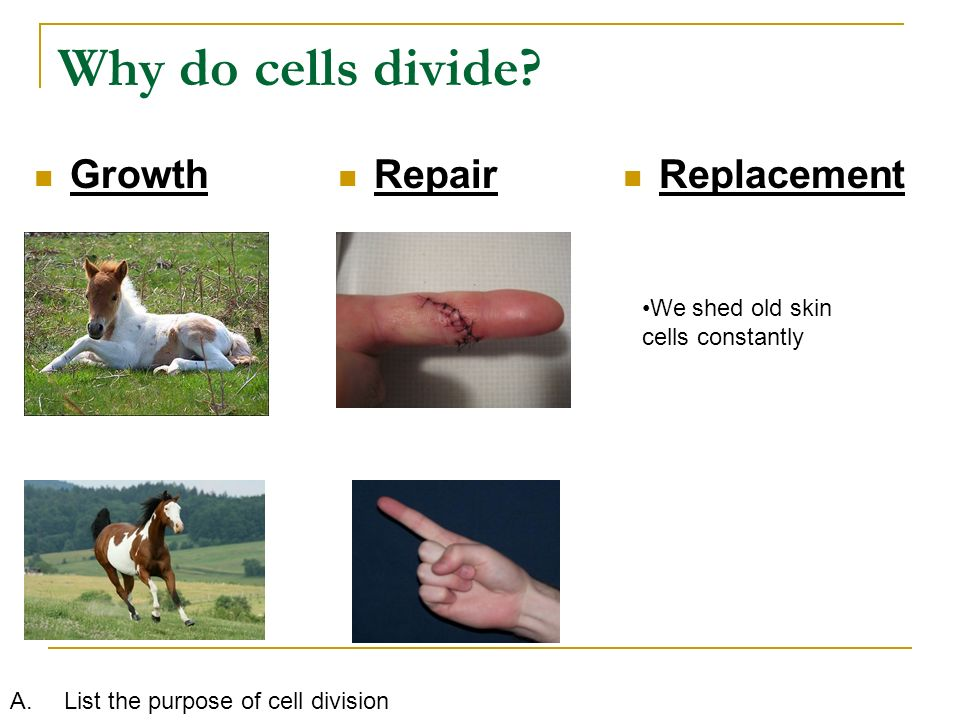 Why do cells divide?
Growth
Repair
Replacement
•We shed old skin
cells constantly
A. List the purpose of cell division